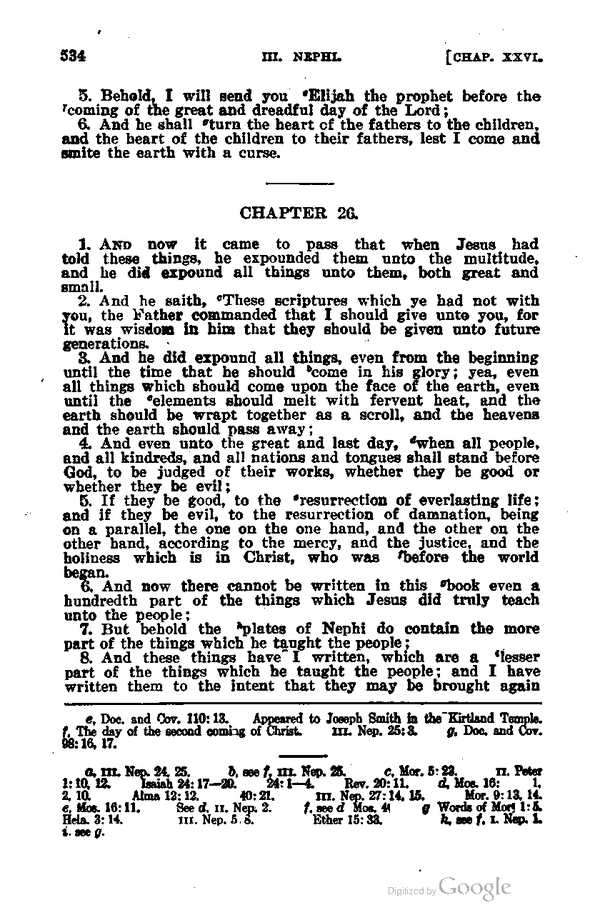 534 III. NEPHI. [CHAP. XXVI.
5. Behold, I will send you ᵉElijah the prophet before the
ᶠcoming of the great and dreadful day of the Lord;
6. And he shall ᵍturn the heart of the fathers to the children,
and the heart of the children to their fathers, lest I come and
smite the earth with a curse.
CHAPTER 26.
1. AND now it came to pass that when Jesus had
told these things, he expounded them unto the multitude,
and he did expound all things unto them, both great and
small.
2. And he saith, ᵃThese scriptures which ye had not with
you, the Father commanded that I should give unto you, for
it was wisdom in him that they should be given unto future
generations.
3. And he did expound all things, even from the beginning
until the time that he should ᵇcome in his glory; yea, even
all things which should come upon the face of the earth, even
until the ᶜelements should melt with fervent heat, and the
earth should be wrapt together as a scroll, and the heavens
and the earth should pass away;
4. And even unto the great and last day, ᵈwhen all people,
and all kindreds, and all nations and tongues shall stand before
God, to be judged of their works, whether they be good or
whether they be evil;
5. If they be good, to the ᵉresurrection of everlasting life;
and if they be evil, to the resurrection of damnation, being
on a parallel, the one on the one hand, and the other on the
other hand, according to the mercy, and the justice, and the
holiness which is in Christ, who was ᶠbefore the world
began.
6. And now there cannot be written in this ᵍbook even a
hundredth part of the things which Jesus did truly teach
unto the people;
7. But behold the ʰplates of Nephi do contain the more
part of the things which he taught the people;
8. And these things have I written, which are a ⁱlesser
part of the things which he taught the people; and I have
written them to the intent that they may be brought again
e, Doc. and Cov. 110:13. Appeared to Joseph Smith in the Kirtland Temple.
f, The day of the second coming of Christ. III. Nep. 25:3. g, Doc. and Cov.
98:16, 17.
a, III. Nep. 24, 25. b, see f, III. Nep. 25. c, Mor. 5:23. II. Peter
1:10, 12. Isaiah 24:17—20. 24:1—4. Rev. 20:11. d, Mos. 16: 1,
2, 10. Alma 12:12. 40:21. III. Nep. 27:14, 15. Mor. 9:13, 14.
e, Mos. 16:11. See d, II. Nep. 2. f, see d Mos. 4 g Words of Mor 1:5.
Hela. 3:14. III. Nep. 5:8. Ether 15:33. h, see f, I. Nep. 1.
i. see g.
Digitized by Google